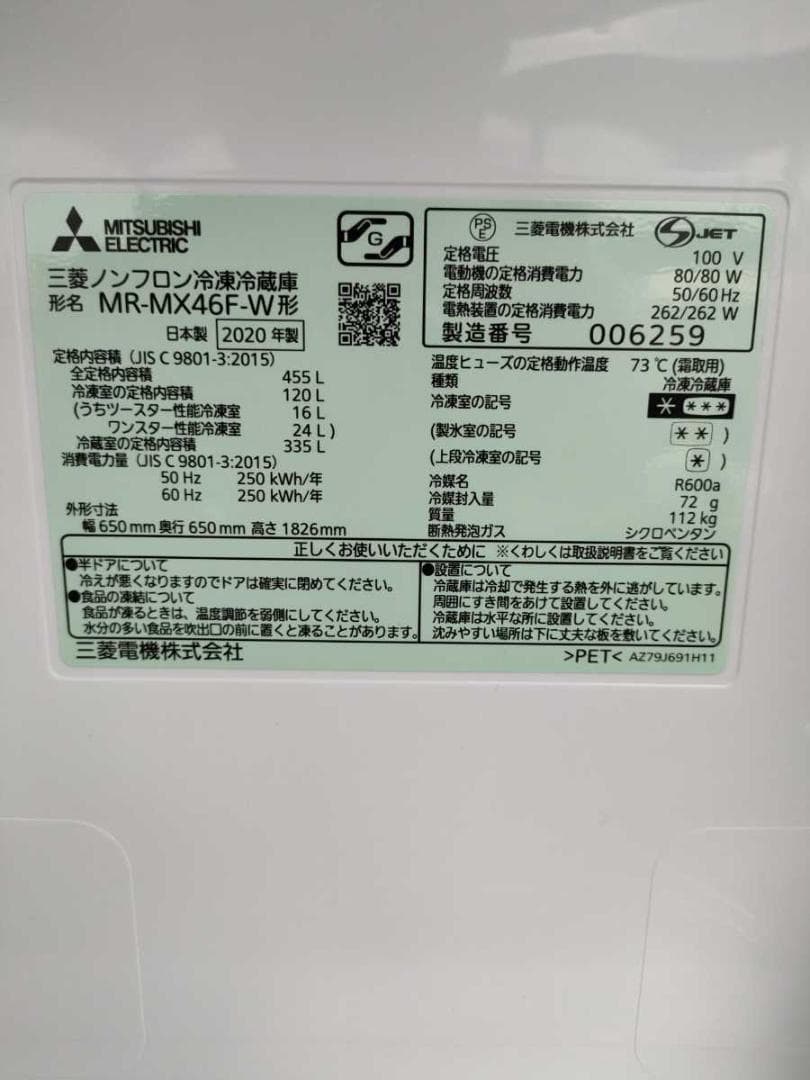 MITSUBISHI
ELECTRIC
G
三菱ノンフロン冷凍冷蔵庫
形名 MR-MX46F-W形
日本製 2020 年製
定格内容積 (JIS C 9801-3:2015)
全定格内容積 455 L
冷凍室の定格内容積 120 L
(うちツースター性能冷凍室 16 L
ワンスター性能冷凍室 24 L )
冷蔵室の定格内容積 335 L
消費電力量 (JIS C 9801-3:2015)
50 Hz 250 kWh/年
60 Hz 250 kWh/年
外形寸法
幅 650 mm 奥行 650 mm 高さ 1826 mm
PS
E 三菱電機株式会社 S JET
定格電圧 100 V
電動機の定格消費電力 80/80 W
定格周波数 50/60 Hz
電熱装置の定格消費電力 262/262 W
製造番号 006259
温度ヒューズの定格動作温度 73 ℃ (霜取用)
種類 冷凍冷蔵庫
冷凍室の記号 * ***
(製氷室の記号 ** )
(上段冷凍室の記号 * )
冷媒名 R600a
冷媒封入量 72 g
質量 112 kg
断熱発泡ガス シクロペンタン
正しくお使いいただくために ※くわしくは取扱説明書をご覧ください
●半ドアについて
冷えが悪くなりますのでドアは確実に閉めてください。
●食品の凍結について
食品が凍るときは、温度調節を弱側にしてください。
水分の多い食品を吹出口の前に置くと凍ることがあります。
●設置について
冷蔵庫は冷却で発生する熱を外に逃がしています。
周囲にすき間をあけて設置してください。
冷蔵庫は水平な所に設置してください。
沈みやすい場所は下に丈夫な板を敷いてください。
三菱電機株式会社 >PET< AZ79J691H11